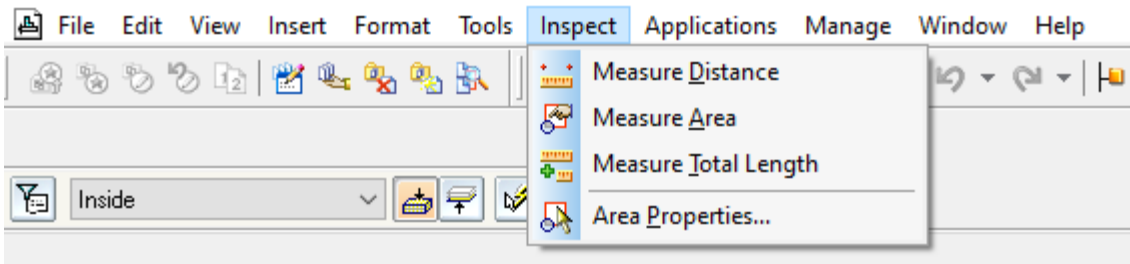 File Edit View Insert Format Tools Inspect Applications Manage Window Help
Measure Distance
Measure Area
Measure Total Length
Inside
Area Properties...